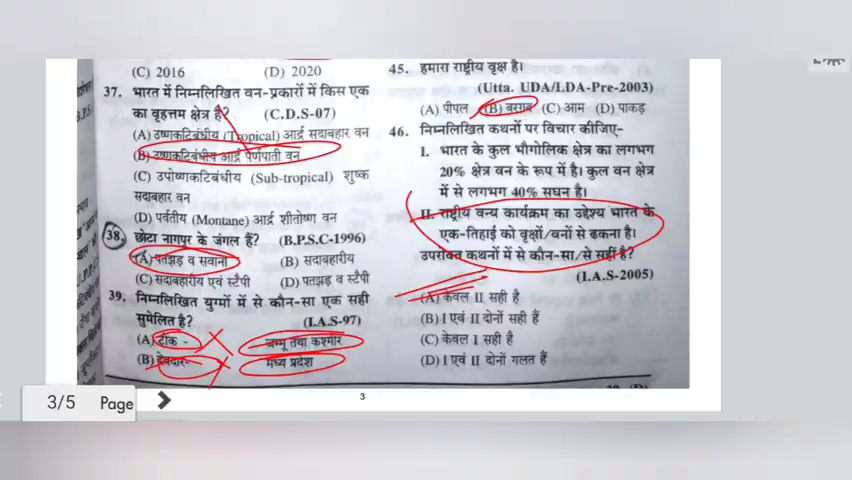 (C) 2016 (D) 2020
37. भारत में निम्नलिखित वन-प्रकारों में किस एक
का वृहत्तम क्षेत्र है? (C.D.S-07)
(A) उष्णकटिबंधीय (Tropical) आर्द्र सदाबहार वन
(B) उष्णकटिबंधीय आर्द्र पर्णपाती वन
(C) उपोष्णकटिबंधीय (Sub-tropical) शुष्क
सदाबहार वन
(D) पर्वतीय (Montane) आर्द्र शीतोष्ण वन
38. छोटा नागपुर के जंगल हैं? (B.P.S.C-1996)
(A) पतझड़ व सवाना (B) सदाबहारीय
(C) सदाबहारीय एवं स्टैपी (D) पतझड़ व स्टैपी
39. निम्नलिखित युग्मों में से कौन-सा एक सही
सुमेलित है? (I.A.S-97)
(A) टीक - जम्मू तथा कश्मीर
(B) देवदार- मध्य प्रदेश
45. हमारा राष्ट्रीय वृक्ष है।
(Utta. UDA/LDA-Pre-2003)
(A) पीपल (B) बरगद (C) आम (D) पाकड़
46. निम्नलिखित कथनों पर विचार कीजिए-
I. भारत के कुल भौगोलिक क्षेत्र का लगभग
20% क्षेत्र वन के रूप में है। कुल वन क्षेत्र
में से लगभग 40% सघन है।
II. राष्ट्रीय वन्य कार्यक्रम का उद्देश्य भारत के
एक-तिहाई को वृक्षों/वनों से ढकना है।
उपरोक्त कथनों में से कौन-सा/से सही है?
(I.A.S-2005)
(A) केवल II सही है
(B) I एवं II दोनों सही हैं
(C) केवल I सही है
(D) I एवं II दोनों गलत हैं
3
3/5 Page